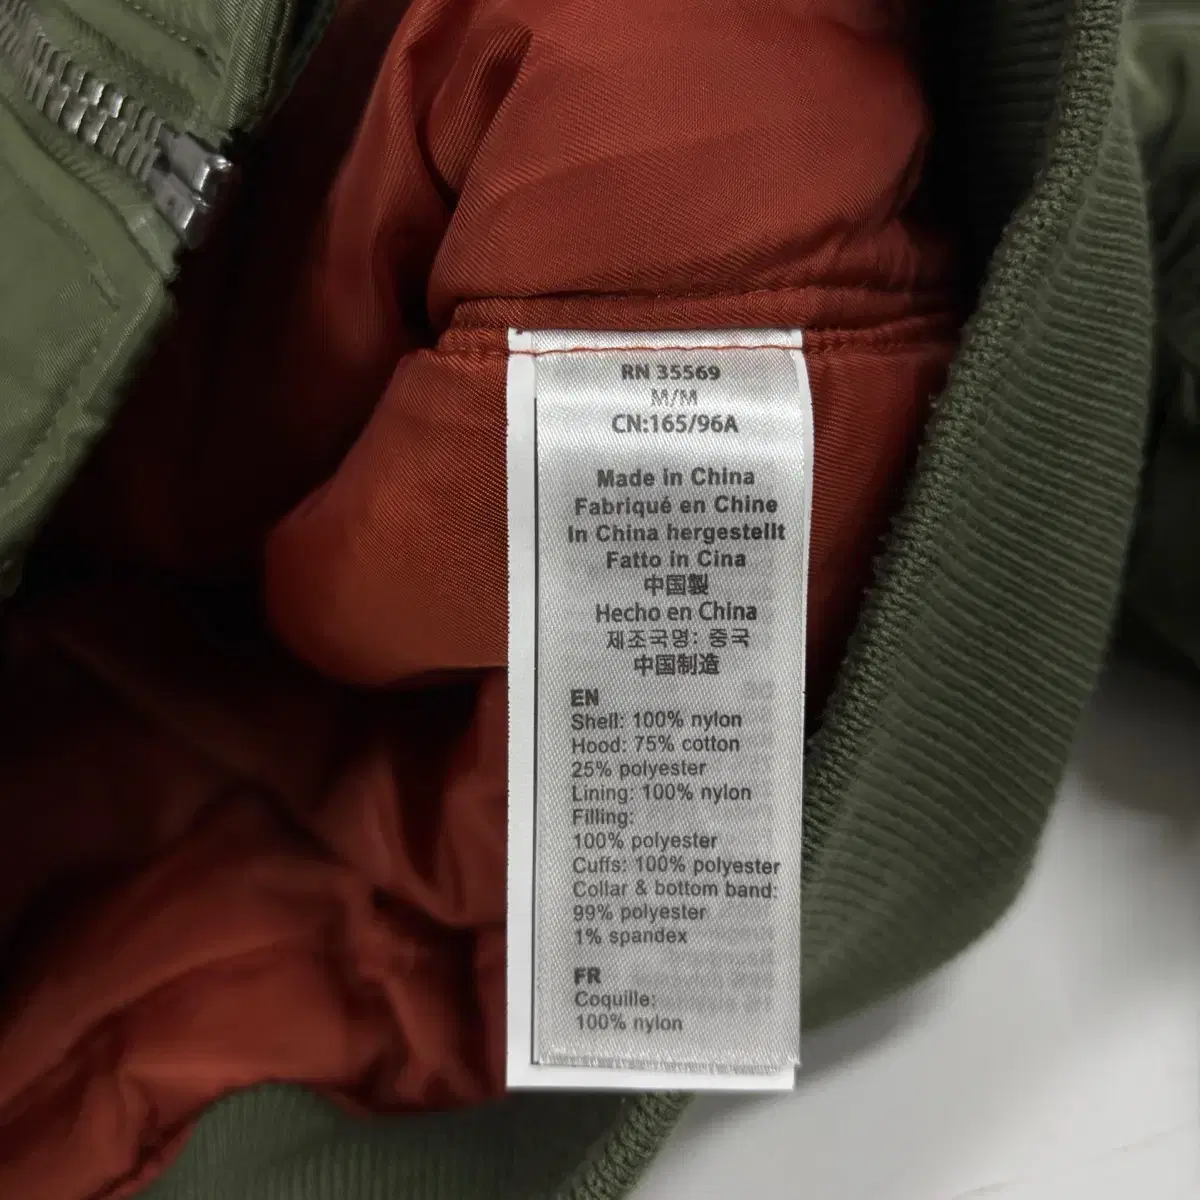 RN 35569
M/M
CN:165/96A
Made in China
Fabriqué en Chine
In China hergestellt
Fatto in Cina
中国製
Hecho en China
제조국명: 중국
中国制造
EN
Shell: 100% nylon
Hood: 75% cotton
25% polyester
Lining: 100% nylon
Filling:
100% polyester
Cuffs: 100% polyester
Collar & bottom band:
99% polyester
1% spandex
FR
Coquille:
100% nylon